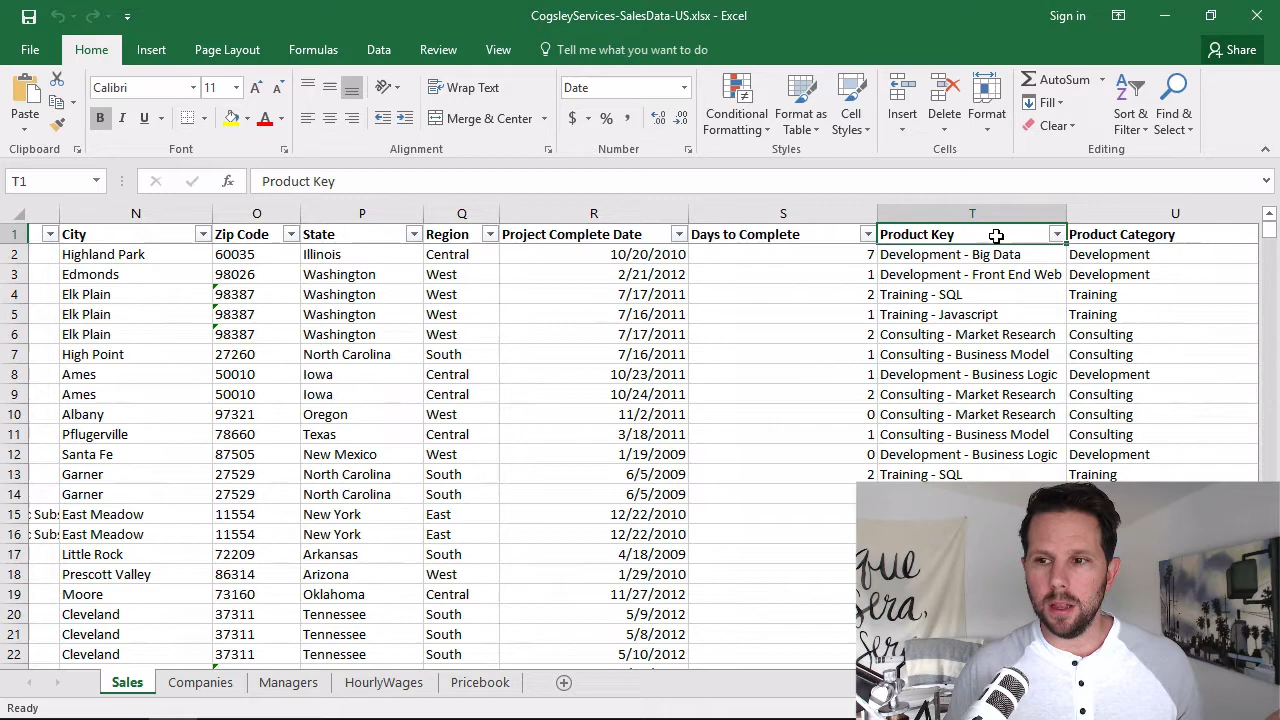 CogsleyServices-SalesData-US.xlsx - Excel
Sign in
File Home Insert Page Layout Formulas Data Review View Tell me what you want to do Share
Paste
Clipboard
Calibri 11
B I U
Font
Wrap Text
Merge & Center
Alignment
Date
$ % ,
Number
Conditional Formatting
Format as Table
Cell Styles
Styles
Insert
Delete
Format
Cells
AutoSum
Fill
Clear
Sort & Filter
Find & Select
Editing
T1 fx Product Key
N O P Q R S T U
1 City Zip Code State Region Project Complete Date Days to Complete Product Key Product Category
2 Highland Park 60035 Illinois Central 10/20/2010 7 Development - Big Data Development
3 Edmonds 98026 Washington West 2/21/2012 1 Development - Front End Web Development
4 Elk Plain 98387 Washington West 7/17/2011 2 Training - SQL Training
5 Elk Plain 98387 Washington West 7/16/2011 1 Training - Javascript Training
6 Elk Plain 98387 Washington West 7/17/2011 2 Consulting - Market Research Consulting
7 High Point 27260 North Carolina South 7/16/2011 1 Consulting - Business Model Consulting
8 Ames 50010 Iowa Central 10/23/2011 1 Development - Business Logic Development
9 Ames 50010 Iowa Central 10/24/2011 2 Consulting - Market Research Consulting
10 Albany 97321 Oregon West 11/2/2011 0 Consulting - Market Research Consulting
11 Pflugerville 78660 Texas Central 3/18/2011 1 Consulting - Business Model Consulting
12 Santa Fe 87505 New Mexico West 1/19/2009 0 Development - Business Logic Development
13 Garner 27529 North Carolina South 6/5/2009 2 Training - SQL Training
14 Garner 27529 North Carolina South 6/5/2009
15 : Subs East Meadow 11554 New York East 12/22/2010
16 : Subs East Meadow 11554 New York East 12/22/2010
17 Little Rock 72209 Arkansas South 4/18/2009
18 Prescott Valley 86314 Arizona West 1/29/2010
19 Moore 73160 Oklahoma Central 11/27/2012
20 Cleveland 37311 Tennessee South 5/9/2012
21 Cleveland 37311 Tennessee South 5/8/2012
22 Cleveland 37311 Tennessee South 5/10/2012
que
Sera,
Sales Companies Managers HourlyWages Pricebook
Ready